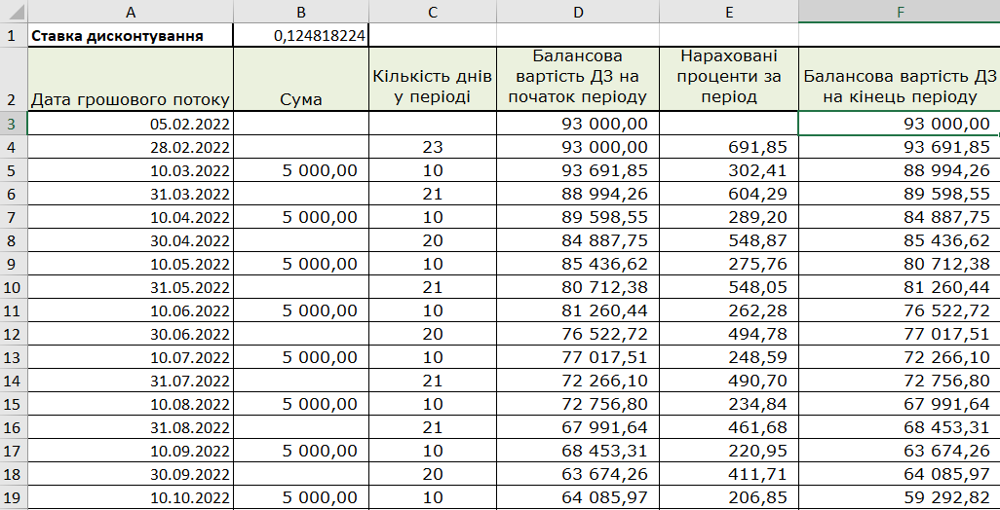 A B C D E F
1 Ставка дисконтування 0,124818224
2 Дата грошового потоку Сума Кількість днів у періоді Балансова вартість ДЗ на початок періоду Нараховані проценти за період Балансова вартість ДЗ на кінець періоду
3 05.02.2022 93 000,00 93 000,00
4 28.02.2022 23 93 000,00 691,85 93 691,85
5 10.03.2022 5 000,00 10 93 691,85 302,41 88 994,26
6 31.03.2022 21 88 994,26 604,29 89 598,55
7 10.04.2022 5 000,00 10 89 598,55 289,20 84 887,75
8 30.04.2022 20 84 887,75 548,87 85 436,62
9 10.05.2022 5 000,00 10 85 436,62 275,76 80 712,38
10 31.05.2022 21 80 712,38 548,05 81 260,44
11 10.06.2022 5 000,00 10 81 260,44 262,28 76 522,72
12 30.06.2022 20 76 522,72 494,78 77 017,51
13 10.07.2022 5 000,00 10 77 017,51 248,59 72 266,10
14 31.07.2022 21 72 266,10 490,70 72 756,80
15 10.08.2022 5 000,00 10 72 756,80 234,84 67 991,64
16 31.08.2022 21 67 991,64 461,68 68 453,31
17 10.09.2022 5 000,00 10 68 453,31 220,95 63 674,26
18 30.09.2022 20 63 674,26 411,71 64 085,97
19 10.10.2022 5 000,00 10 64 085,97 206,85 59 292,82